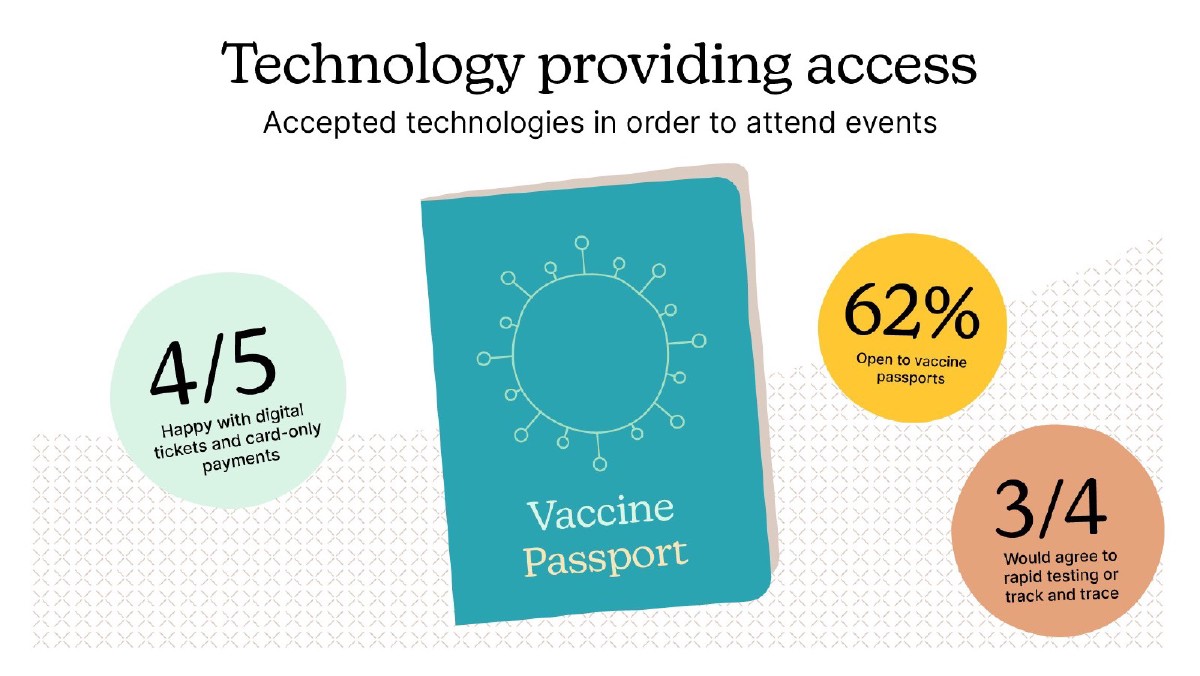 Technology providing access
Accepted technologies in order to attend events
4/5
Happy with digital
tickets and card-only
payments
Vaccine
Passport
62%
Open to vaccine
passports
3/4
Would agree to
rapid testing or
track and trace